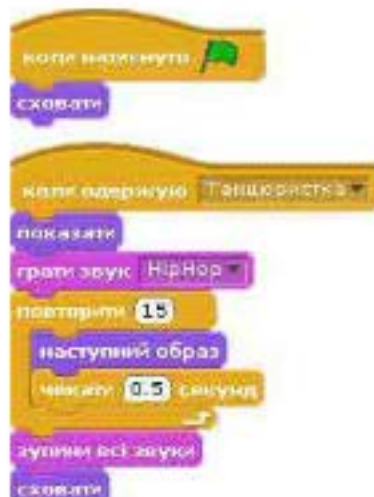 коли натиснуто
сховати
коли одержую Танцюристка
показати
грати звук HipHop
повторити 15
наступний образ
чекати 0.5 секунд
зупини всі звуки
сховати